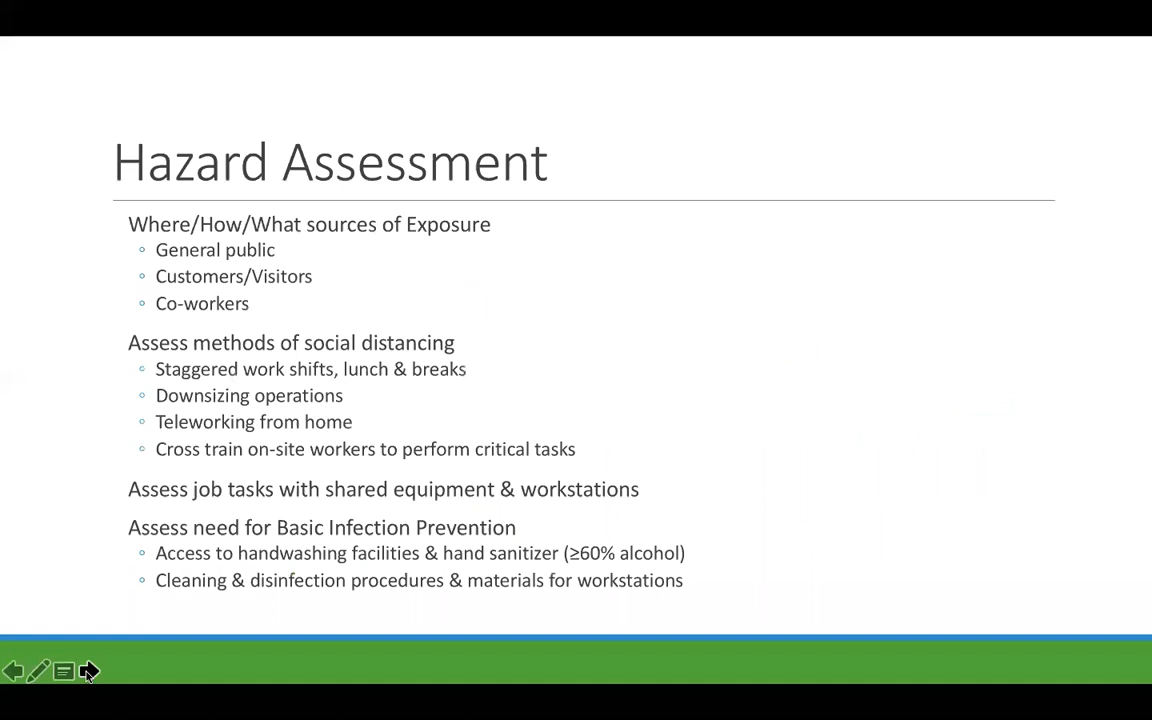 Hazard Assessment
Where/How/What sources of Exposure
◦ General public
◦ Customers/Visitors
◦ Co-workers
Assess methods of social distancing
◦ Staggered work shifts, lunch & breaks
◦ Downsizing operations
◦ Teleworking from home
◦ Cross train on-site workers to perform critical tasks
Assess job tasks with shared equipment & workstations
Assess need for Basic Infection Prevention
◦ Access to handwashing facilities & hand sanitizer (≥60% alcohol)
◦ Cleaning & disinfection procedures & materials for workstations